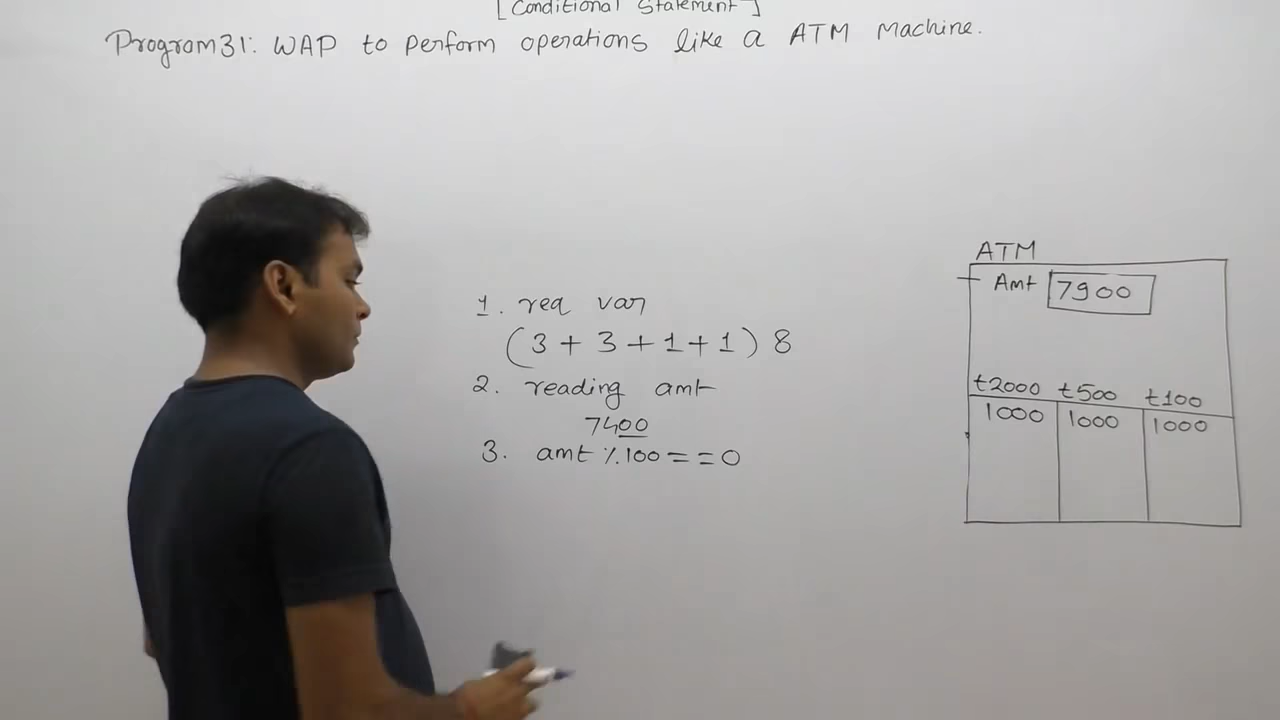 [Conditional Statement]
Program31: WAP to perform operations like a ATM Machine.
1. req var
(3 + 3 + 1 + 1) 8
2. reading amt
7400
3. amt % 100 == 0
ATM
Amt 7900
t2000 t500 t100
1000 1000 1000